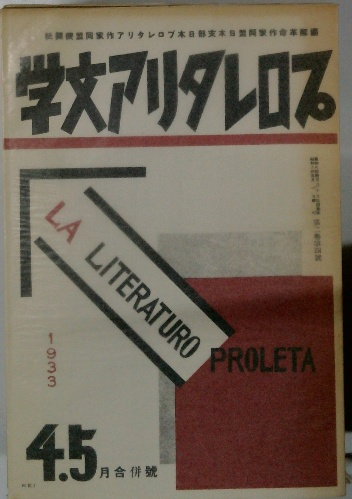 國際革命作家同盟日本支部日本プロレタリア作家同盟機關誌
プロレタリア文学
LA LITERATURO
PROLETA
1933
4.5月合併號